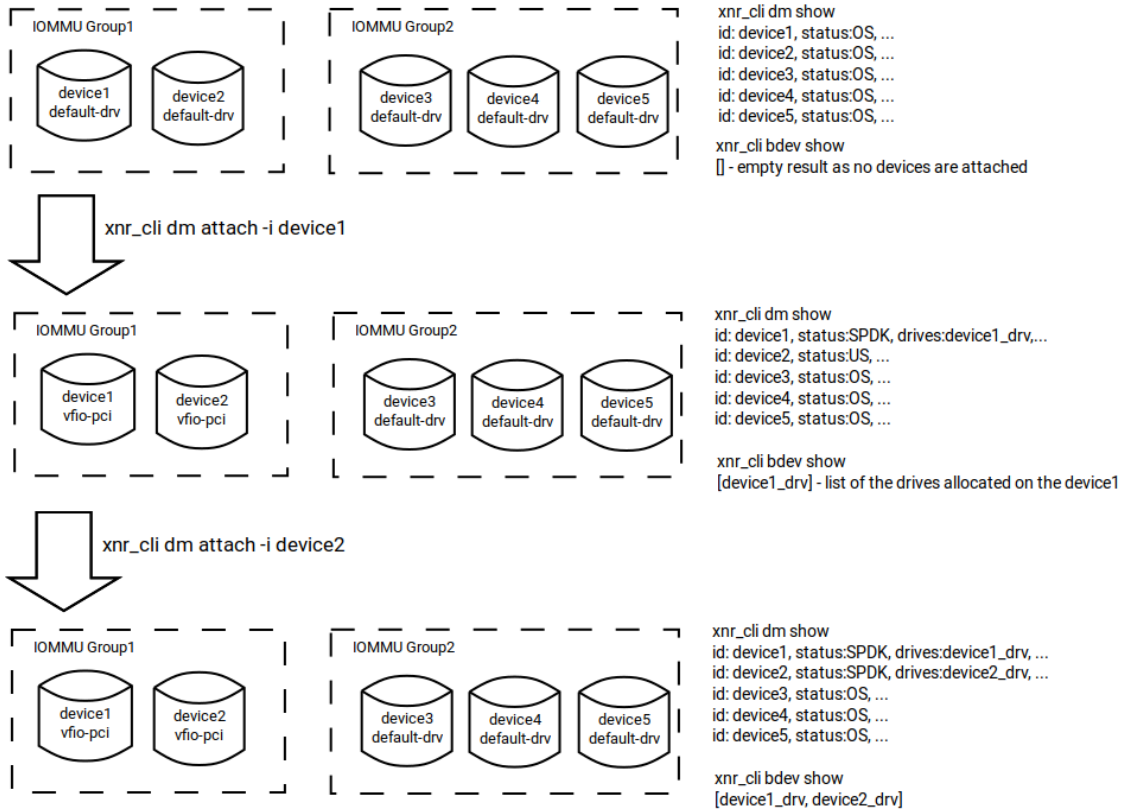 IOMMU Group1
device1
default-drv
device2
default-drv
IOMMU Group2
device3
default-drv
device4
default-drv
device5
default-drv
xnr_cli dm show
id: device1, status:OS, ...
id: device2, status:OS, ...
id: device3, status:OS, ...
id: device4, status:OS, ...
id: device5, status:OS, ...
xnr_cli bdev show
[] - empty result as no devices are attached
xnr_cli dm attach -i device1
IOMMU Group1
device1
vfio-pci
device2
vfio-pci
IOMMU Group2
device3
default-drv
device4
default-drv
device5
default-drv
xnr_cli dm show
id: device1, status:SPDK, drives:device1_drv,...
id: device2, status:US, ...
id: device3, status:OS, ...
id: device4, status:OS, ...
id: device5, status:OS, ...
xnr_cli bdev show
[device1_drv] - list of the drives allocated on the device1
xnr_cli dm attach -i device2
IOMMU Group1
device1
vfio-pci
device2
vfio-pci
IOMMU Group2
device3
default-drv
device4
default-drv
device5
default-drv
xnr_cli dm show
id: device1, status:SPDK, drives:device1_drv, ...
id: device2, status:SPDK, drives:device2_drv, ...
id: device3, status:OS, ...
id: device4, status:OS, ...
id: device5, status:OS, ...
xnr_cli bdev show
[device1_drv, device2_drv]